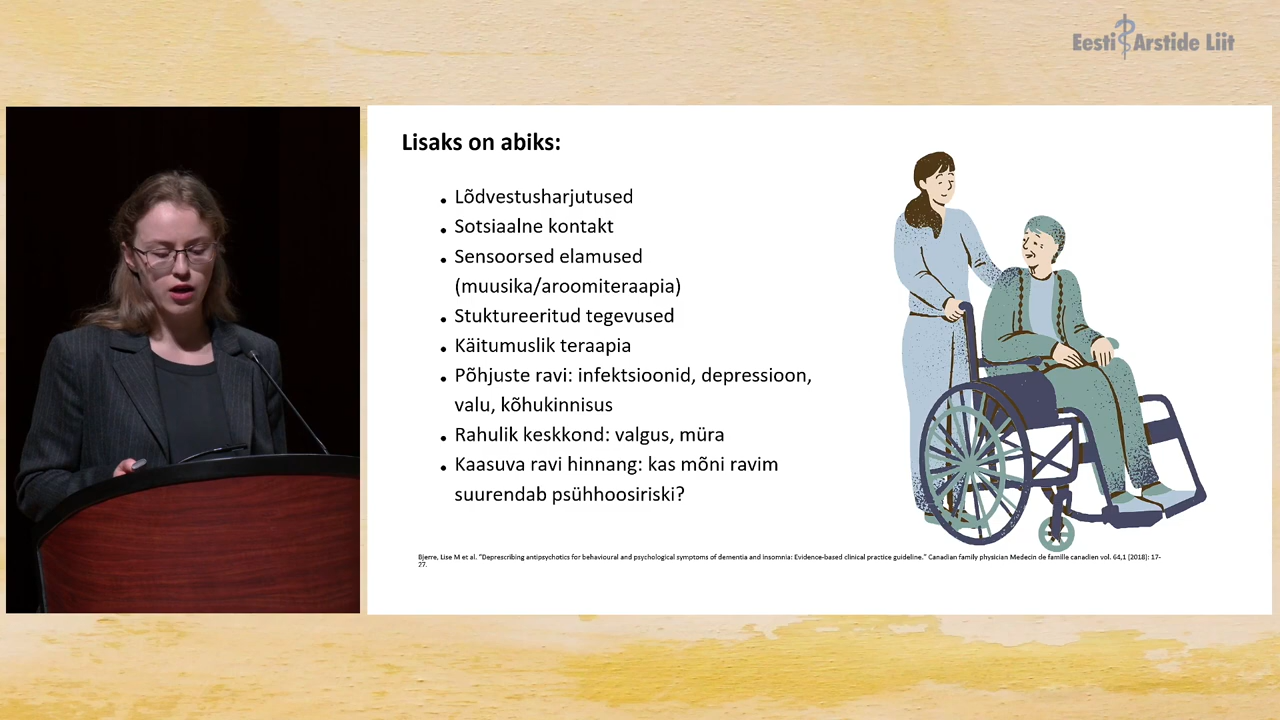 Eesti Arstide Liit
Lisaks on abiks:
• Lõdvestusharjutused
• Sotsiaalne kontakt
• Sensoorsed elamused
(muusika/aroomiteraapia)
• Stuktureeritud tegevused
• Käitumuslik teraapia
• Põhjuste ravi: infektsioonid, depressioon,
valu, kõhukinnisus
• Rahulik keskkond: valgus, müra
• Kaasuva ravi hinnang: kas mõni ravim
suurendab psühhoosiriski?
Bjerre, Lise M et al. "Deprescribing antipsychotics for behavioural and psychological symptoms of dementia and insomnia: Evidence-based clinical practice guideline." Canadian family physician Medecin de famille canadien vol. 64,1 (2018): 17-
27.